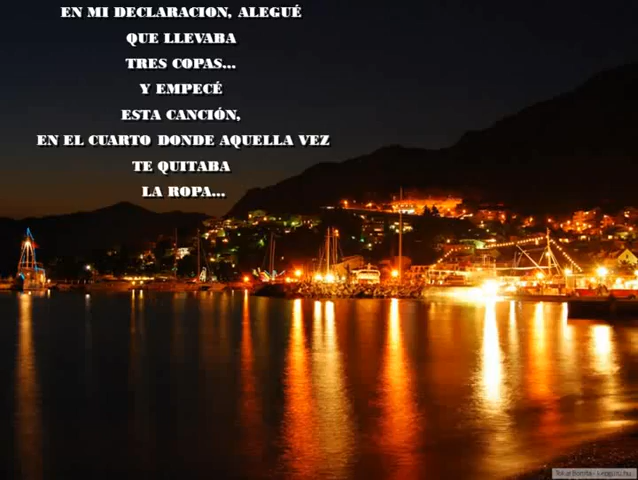 EN MI DECLARACION, ALEGUÉ
QUE LLEVABA
TRES COPAS...
Y EMPECÉ
ESTA CANCIÓN,
EN EL CUARTO DONDE AQUELLA VEZ
TE QUITABA
LA ROPA...